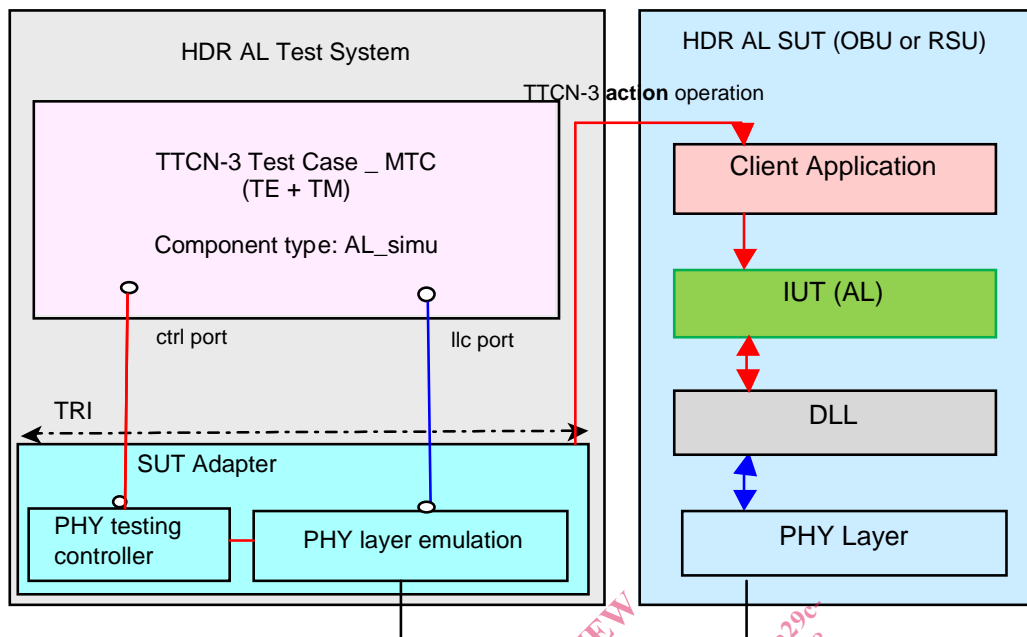 HDR AL Test System
HDR AL SUT (OBU or RSU)
TTCN-3 action operation
TTCN-3 Test Case _ MTC
(TE + TM)
Component type: AL_simu
ctrl port
llc port
TRI
SUT Adapter
PHY testing
controller
PHY layer emulation
Client Application
IUT (AL)
DLL
PHY Layer